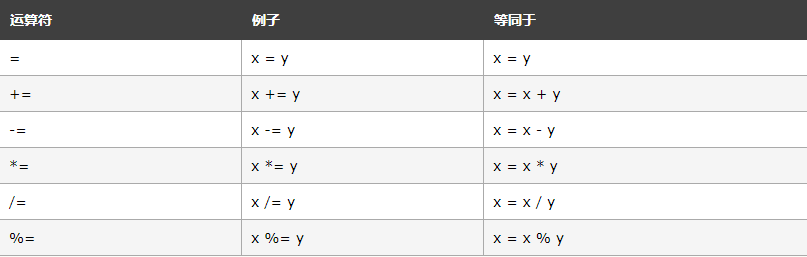 运算符 例子 等同于
= x = y x = y
+= x += y x = x + y
-= x -= y x = x - y
*= x *= y x = x * y
/= x /= y x = x / y
%= x %= y x = x % y